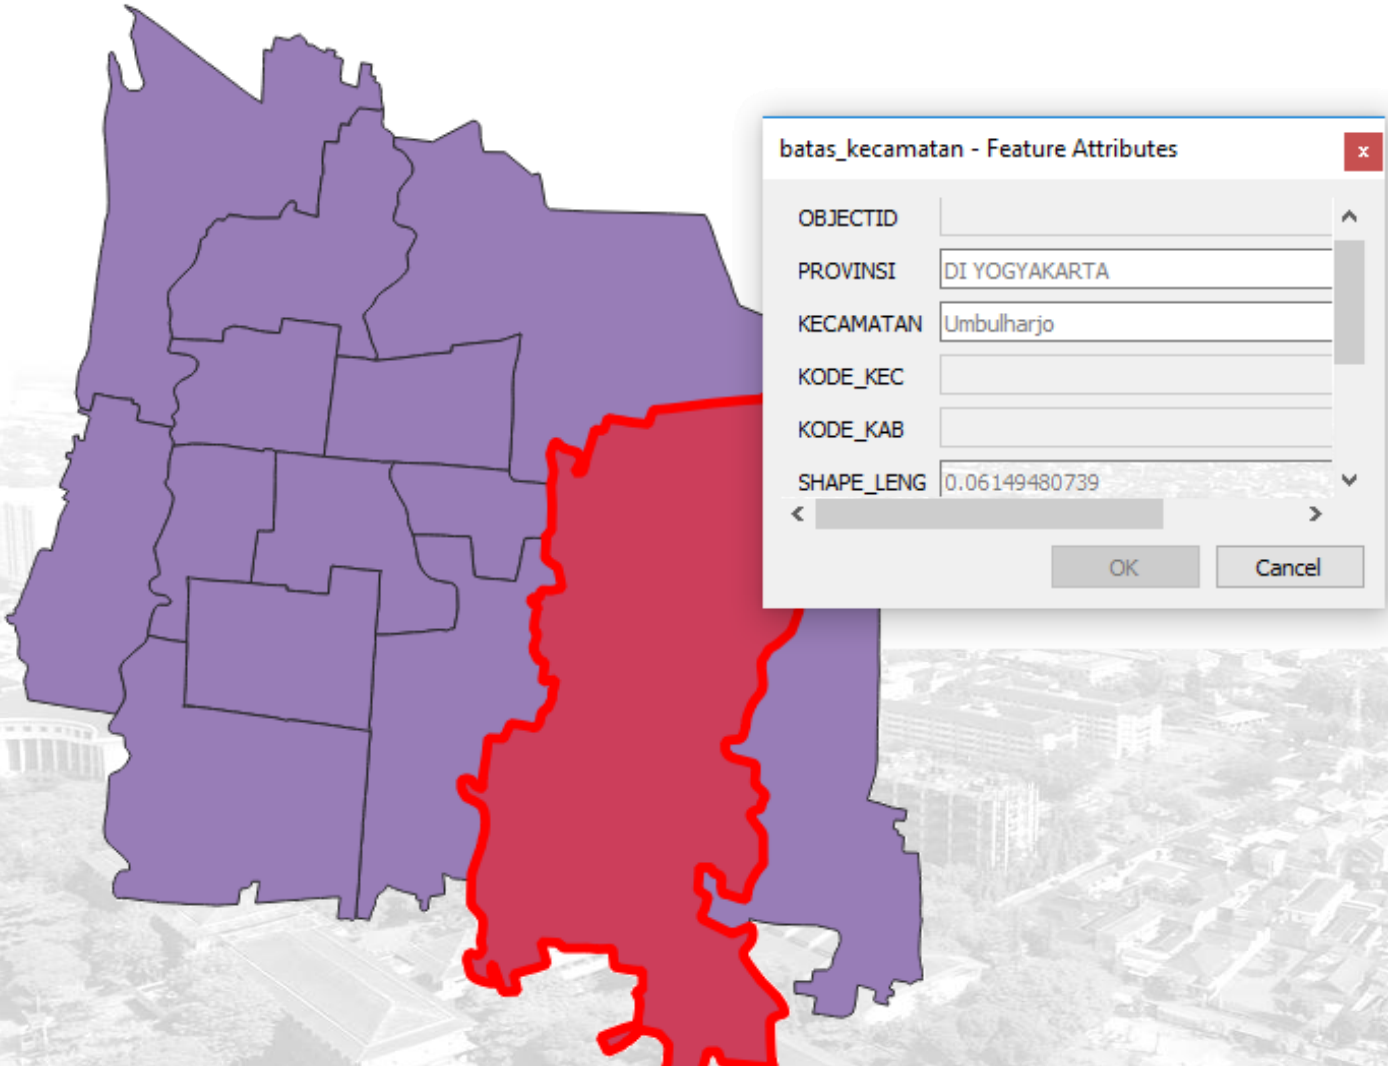 batas_kecamatan - Feature Attributes
x
OBJECTID
PROVINSI DI YOGYAKARTA
KECAMATAN Umbulharjo
KODE_KEC
KODE_KAB
SHAPE_LENG 0.06149480739
OK Cancel